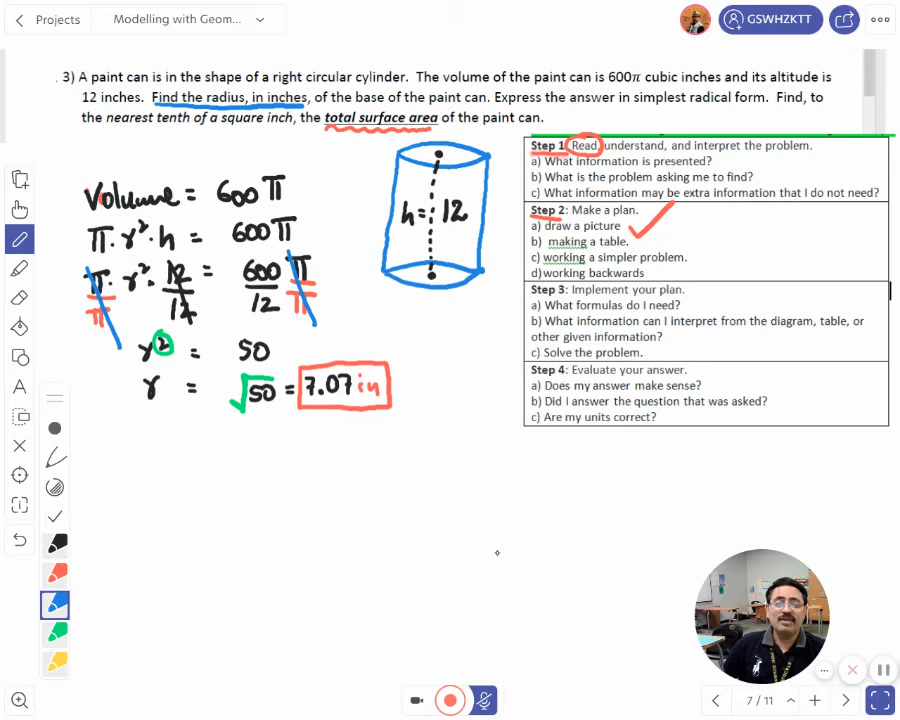 Projects
Modelling with Geom...
GSWHZKTT
3) A paint can is in the shape of a right circular cylinder. The volume of the paint can is 600π cubic inches and its altitude is
12 inches. Find the radius, in inches, of the base of the paint can. Express the answer in simplest radical form. Find, to
the nearest tenth of a square inch, the total surface area of the paint can.
Volume = 600 π
π · r² · h = 600 π
π · r² · 12 = 600 π
π 12 12 π
r² = 50
r = √50 = 7.07 in
h = 12
Step 1: Read, understand, and interpret the problem.
a) What information is presented?
b) What is the problem asking me to find?
c) What information may be extra information that I do not need?
Step 2: Make a plan.
a) draw a picture
b) making a table.
c) working a simpler problem.
d) working backwards
Step 3: Implement your plan.
a) What formulas do I need?
b) What information can I interpret from the diagram, table, or
other given information?
c) Solve the problem.
Step 4: Evaluate your answer.
a) Does my answer make sense?
b) Did I answer the question that was asked?
c) Are my units correct?
A
7 / 11